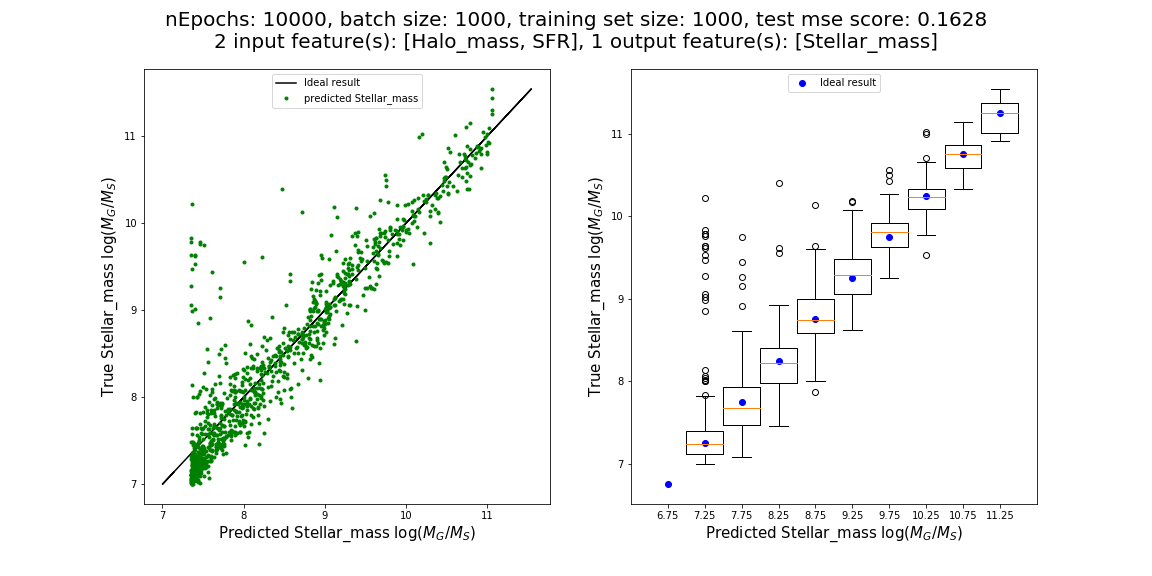 nEpochs: 10000, batch size: 1000, training set size: 1000, test mse score: 0.1628
2 input feature(s): [Halo_mass, SFR], 1 output feature(s): [Stellar_mass]
Ideal result
predicted Stellar_mass
True Stellar_mass log(M_G/M_S)
11
10
9
8
7
7
8
9
10
11
Predicted Stellar_mass log(M_G/M_S)
Ideal result
True Stellar_mass log(M_G/M_S)
11
10
9
8
7
6.75 7.25 7.75 8.25 8.75 9.25 9.75 10.25 10.75 11.25
Predicted Stellar_mass log(M_G/M_S)